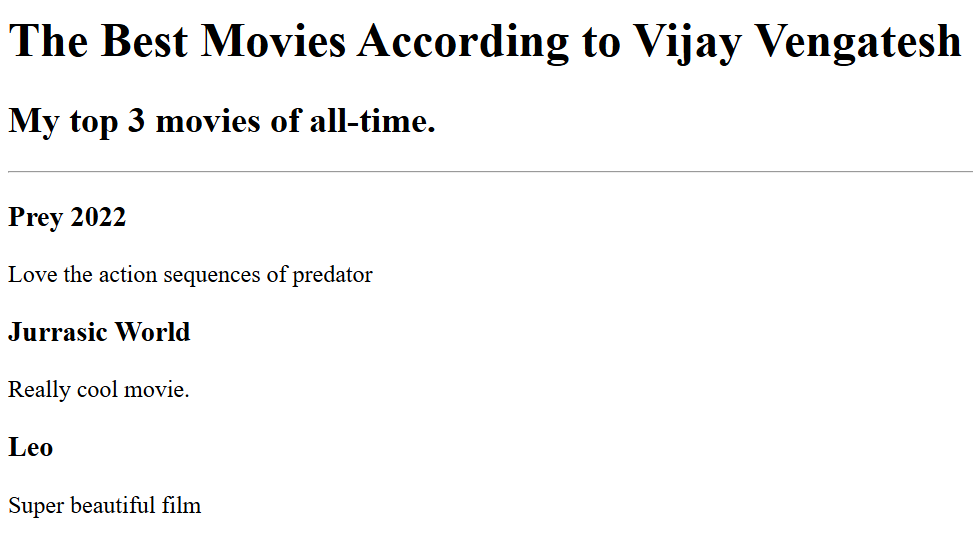 The Best Movies According to Vijay Vengatesh
My top 3 movies of all-time.
Prey 2022
Love the action sequences of predator
Jurrasic World
Really cool movie.
Leo
Super beautiful film